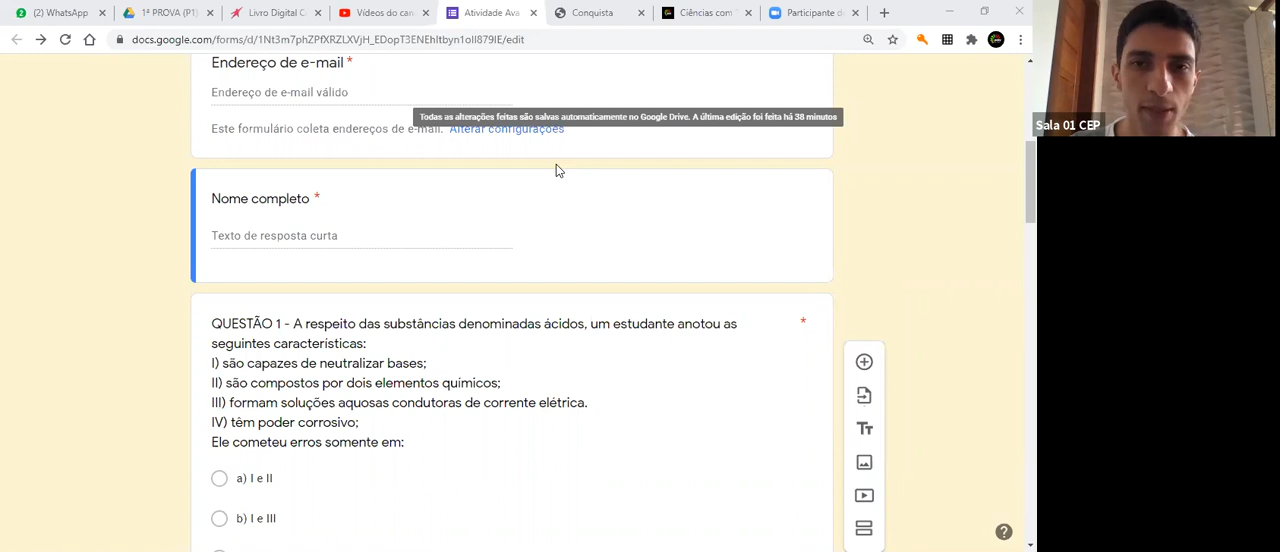 (2) WhatsApp
1ª PROVA (P1)
Livro Digital C
Vídeos do can
Atividade Ava
Conquista
Ciências com
Participante d
docs.google.com/forms/d/1Nt3m7phZPfXRZLXVjH_EDopT3ENEhltbyn1oIl879IE/edit
Endereço de e-mail *
Endereço de e-mail válido
Todas as alterações feitas são salvas automaticamente no Google Drive. A última edição foi feita há 38 minutos
Este formulário coleta endereços de e-mail. Alterar configurações
Sala 01 CEP
Nome completo *
Texto de resposta curta
QUESTÃO 1 - A respeito das substâncias denominadas ácidos, um estudante anotou as *
seguintes características:
I) são capazes de neutralizar bases;
II) são compostos por dois elementos químicos;
III) formam soluções aquosas condutoras de corrente elétrica.
IV) têm poder corrosivo;
Ele cometeu erros somente em:
a) I e II
b) I e III
Tт